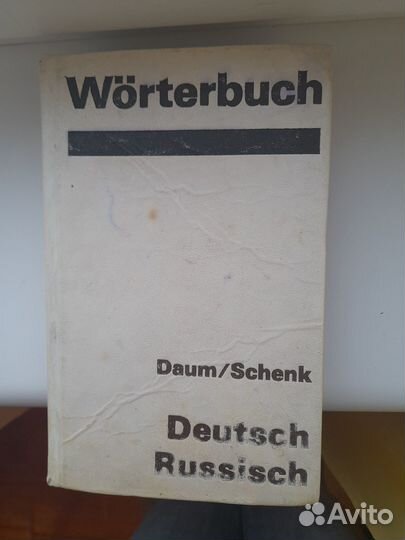 Wörterbuch
Daum/Schenk
Deutsch
Russisch
Avito